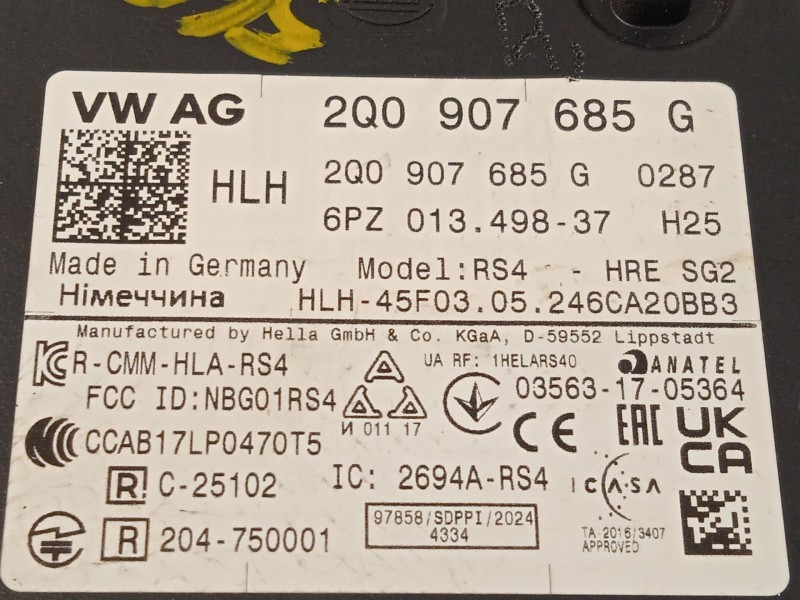 VW AG 2Q0 907 685 G
HLH 2Q0 907 685 G 0287
6PZ 013.498-37 H25
Made in Germany Model:RS4 - HRE SG2
Німеччина HLH-45F03.05.246CA20BB3
Manufactured by Hella GmbH & Co. KGaA, D-59552 Lippstadt
R-CMM-HLA-RS4 UA RF: 1HELARS40 ANATEL
FCC ID:NBG01RS4 03563-17-05364
И 011 17 CE EAC UK CA
CCAB17LP0470T5
R C-25102 IC: 2694A-RS4 ICASA
R 204-750001 97858/SDPPI/2024
4334
TA-2016/3407
APPROVED